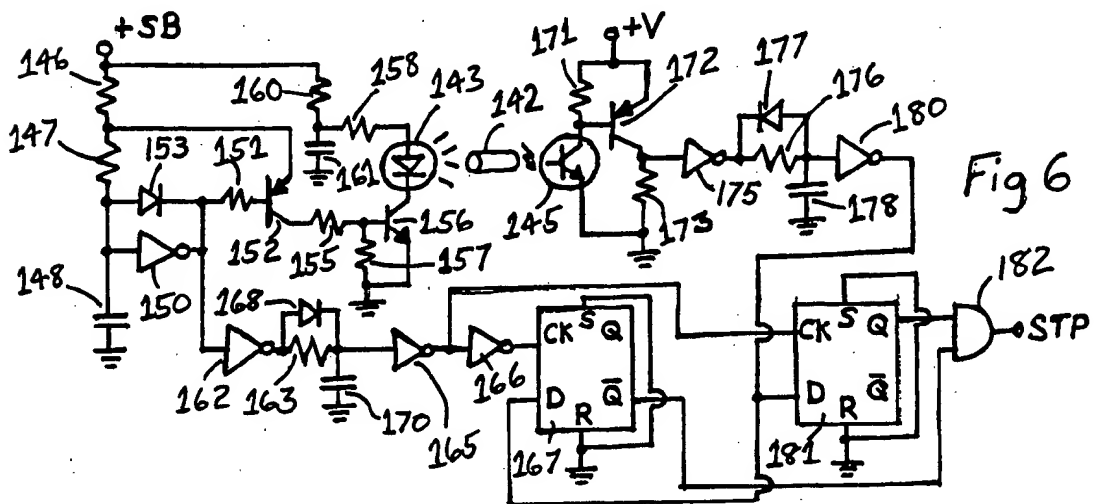 +SB
+V
146
160
158
143
142
171
172
177
176
180
147
153
151
161
145
175
173
178
Fig 6
152
155
156
157
148
150
168
182
STP
CK
S
Q
D
R
Q̅
CK
S
Q
D
R
Q̅
162
163
170
165
166
167
181